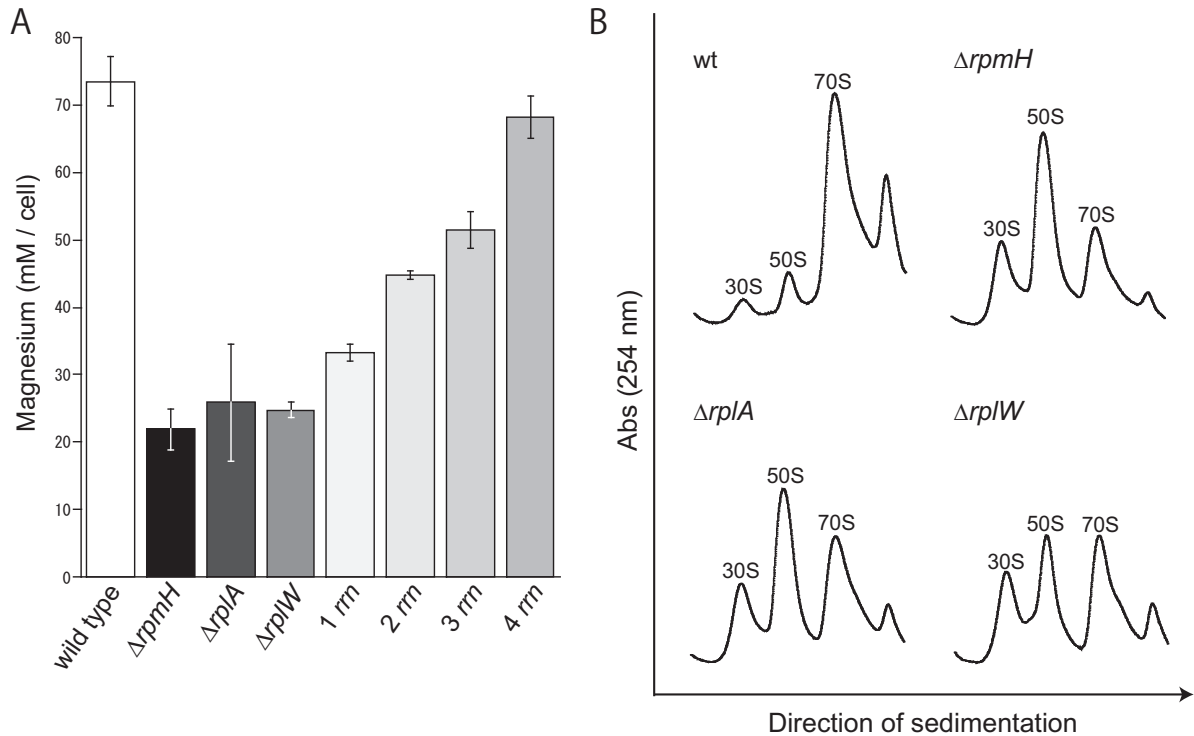 A
80
70
60
50
40
30
20
10
0
Magnesium (mM / cell)
wild type
ΔrpmH
ΔrplA
ΔrplW
1 rrn
2 rrn
3 rrn
4 rrn
B
Abs (254 nm)
wt
30S
50S
70S
ΔrpmH
30S
50S
70S
ΔrplA
30S
50S
70S
ΔrplW
30S
50S
70S
Direction of sedimentation